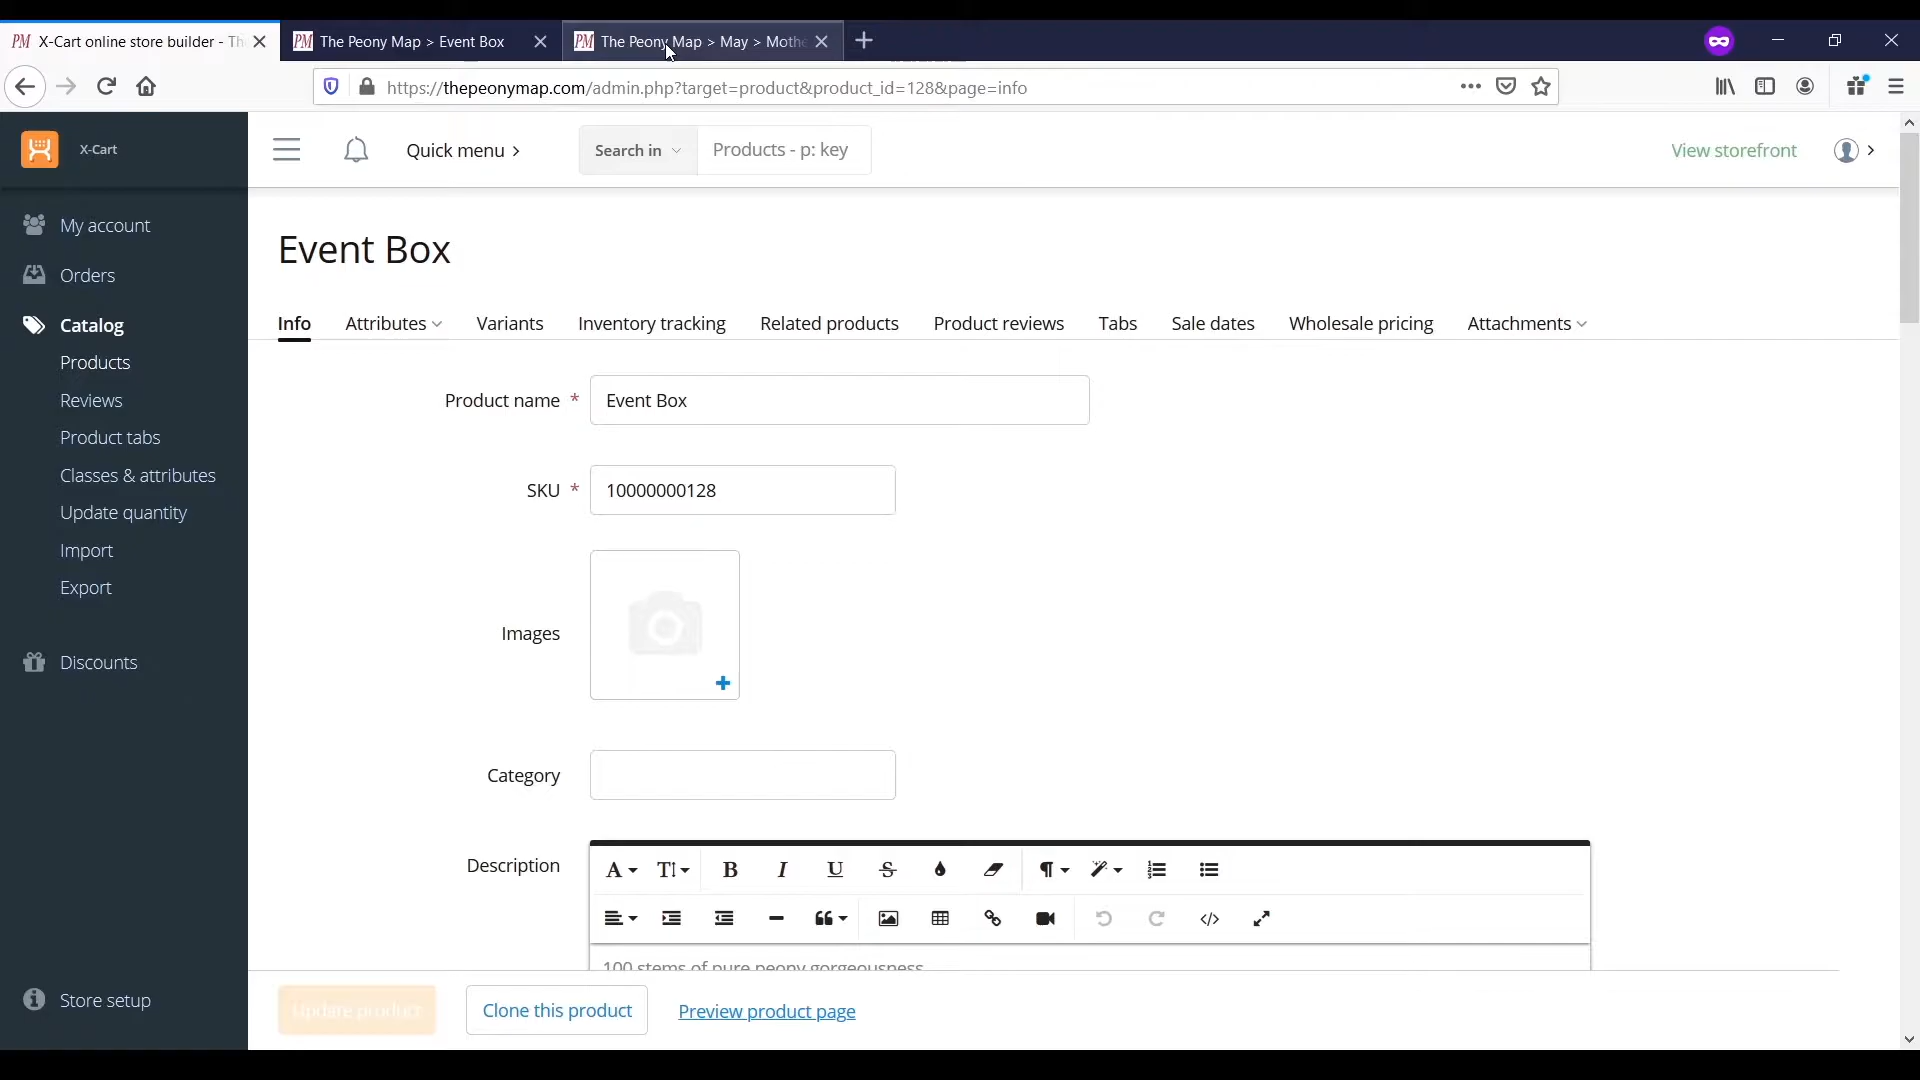 PM X-Cart online store builder - Th
PM The Peony Map > Event Box
PM The Peony Map > May > Mothe
https://thepeonymap.com/admin.php?target=product&product_id=128&page=info
X-Cart
Quick menu
Search in
Products - p: key
View storefront
My account
Orders
Catalog
Products
Reviews
Product tabs
Classes & attributes
Update quantity
Import
Export
Discounts
Store setup
Event Box
Info Attributes Variants Inventory tracking Related products Product reviews Tabs Sale dates Wholesale pricing Attachments
Product name * Event Box
SKU * 10000000128
Images
Category
Description
100 stems of pure peony gorgeousness
Update product
Clone this product
Preview product page